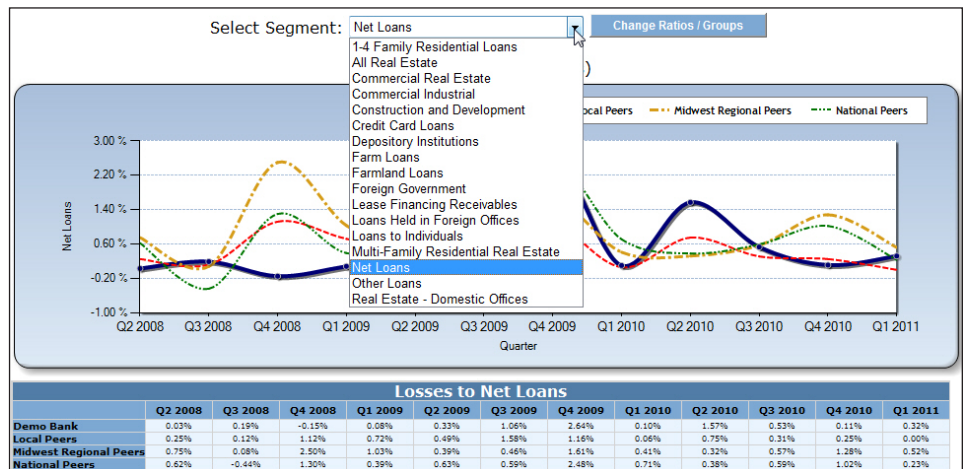 Select Segment: Net Loans Change Ratios / Groups
1-4 Family Residential Loans
All Real Estate
)
Commercial Real Estate
Commercial Industrial
Construction and Development
Credit Card Loans
Depository Institutions
Farm Loans
Farmland Loans
Foreign Government
Lease Financing Receivables
Loans Held in Foreign Offices
Loans to Individuals
Multi-Family Residential Real Estate
Net Loans
Other Loans
Real Estate - Domestic Offices
Peers Midwest Regional Peers National Peers
3.00 %
2.20 %
1.40 %
0.60 %
-0.20 %
-1.00 %
Net Loans
Q2 2008 Q3 2008 Q4 2008 Q1 2009 Q2 2009 Q3 2009 Q4 2009 Q1 2010 Q2 2010 Q3 2010 Q4 2010 Q1 2011
Quarter
Losses to Net Loans
Q2 2008 Q3 2008 Q4 2008 Q1 2009 Q2 2009 Q3 2009 Q4 2009 Q1 2010 Q2 2010 Q3 2010 Q4 2010 Q1 2011
Demo Bank 0.03% 0.19% -0.15% 0.08% 0.33% 1.06% 2.64% 0.10% 1.57% 0.53% 0.11% 0.32%
Local Peers 0.25% 0.12% 1.12% 0.72% 0.49% 1.58% 1.16% 0.06% 0.75% 0.31% 0.25% 0.00%
Midwest Regional Peers 0.75% 0.08% 2.50% 1.03% 0.39% 0.46% 1.61% 0.41% 0.32% 0.57% 1.28% 0.52%
National Peers 0.62% -0.44% 1.30% 0.39% 0.63% 0.59% 2.48% 0.71% 0.38% 0.59% 1.02% 0.23%